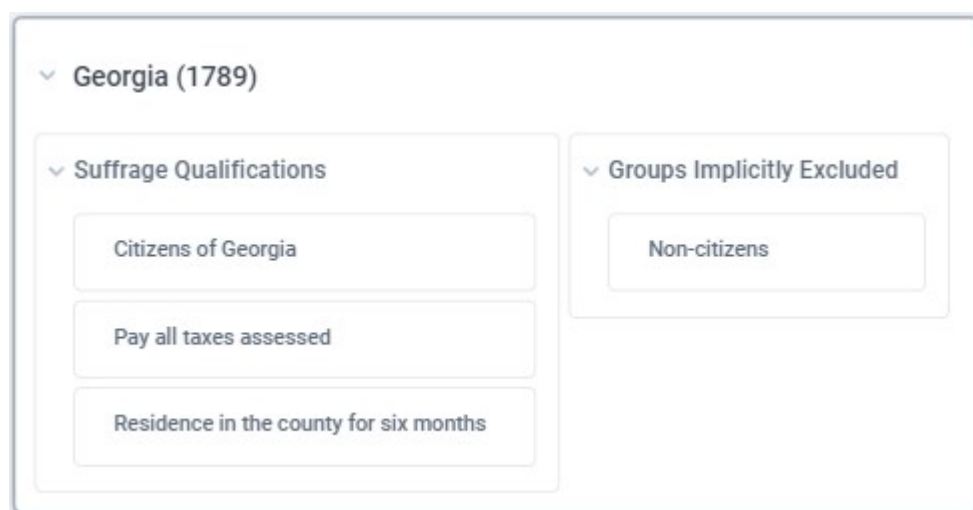 Georgia (1789)
Suffrage Qualifications
Citizens of Georgia
Pay all taxes assessed
Residence in the county for six months
Groups Implicitly Excluded
Non-citizens